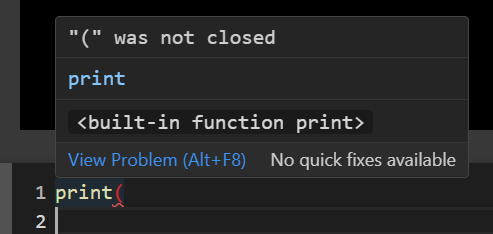 "(" was not closed
print
<built-in function print>
View Problem (Alt+F8) No quick fixes available
1 print(
2